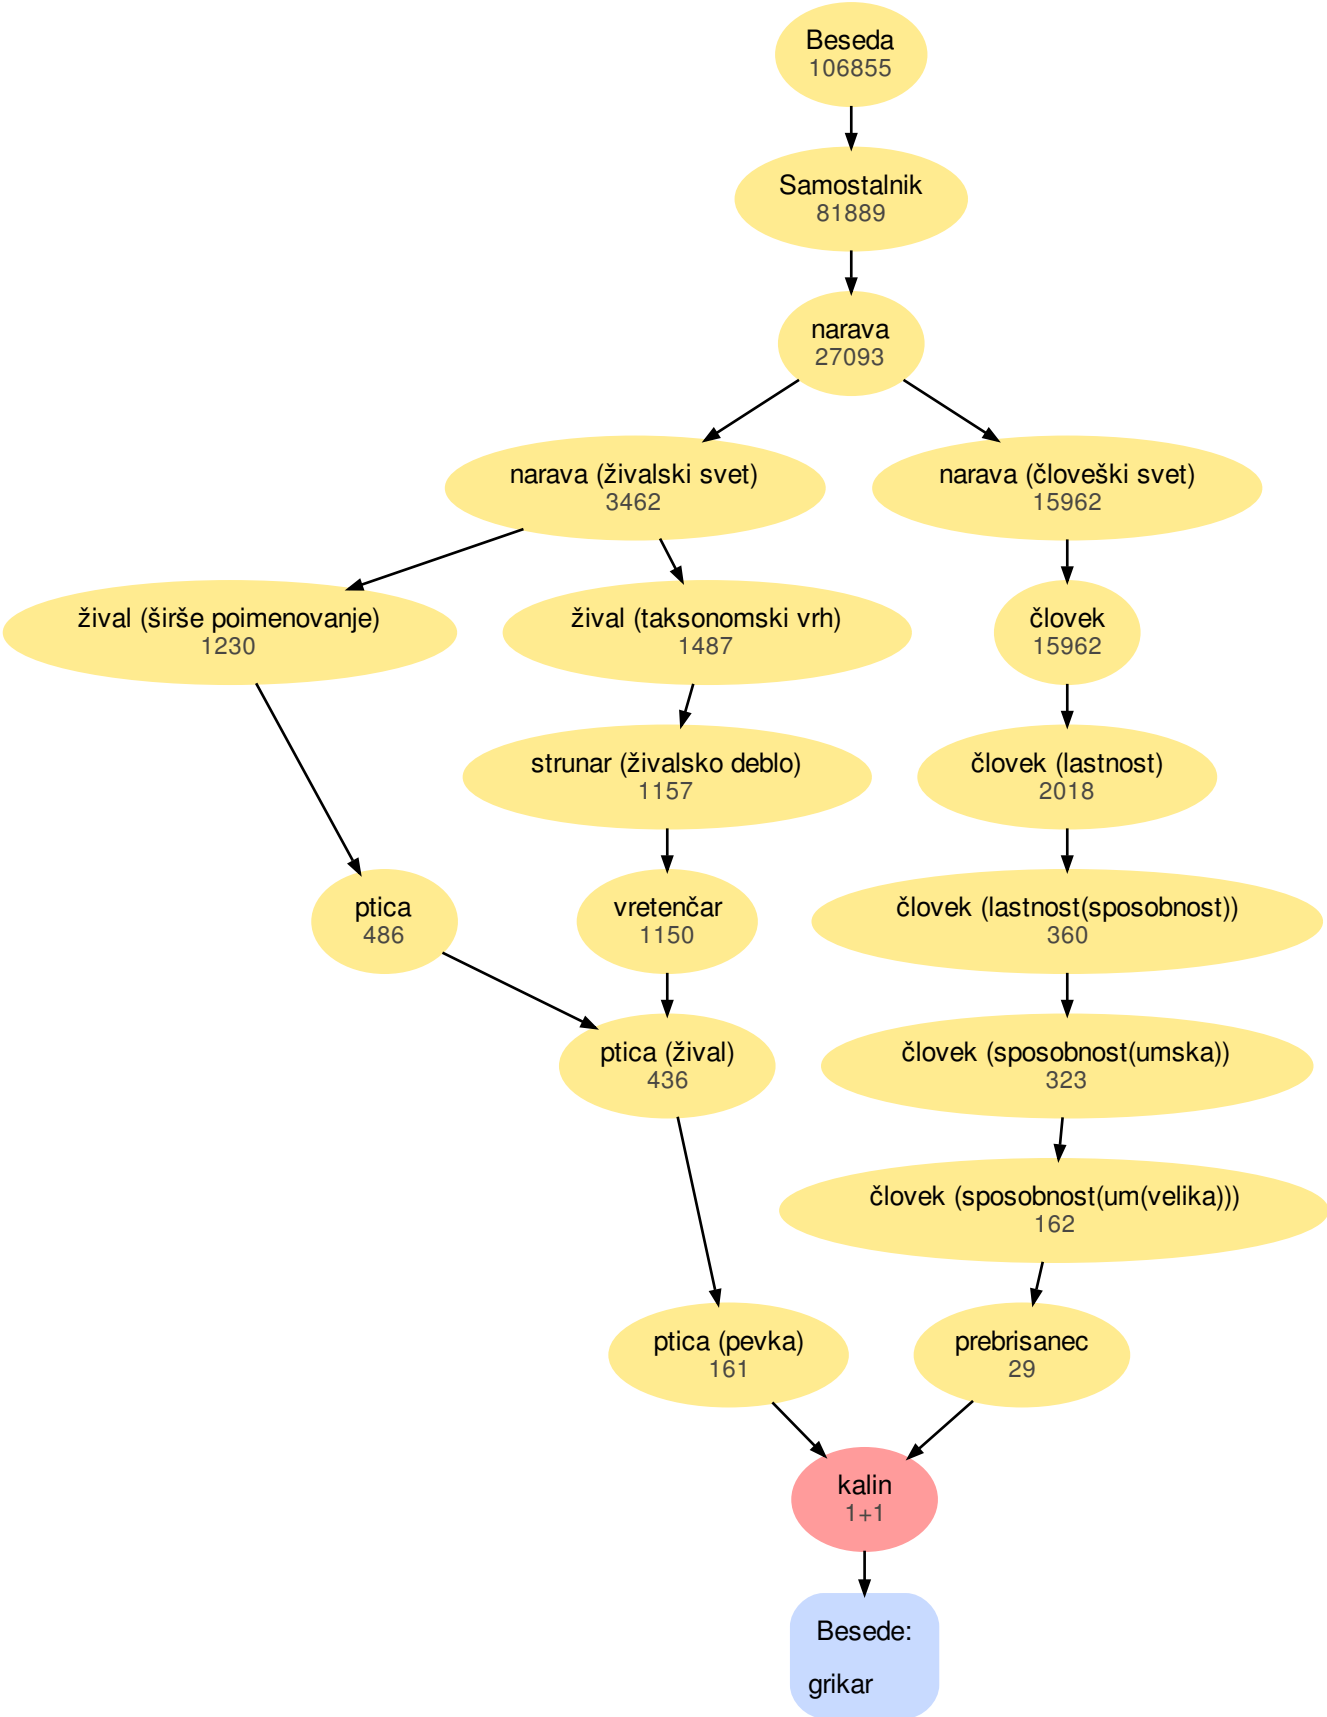 Beseda
106855
Samostalnik
81889
narava
27093
narava (živalski svet)
3462
narava (človeški svet)
15962
žival (širše poimenovanje)
1230
žival (taksonomski vrh)
1487
človek
15962
strunar (živalsko deblo)
1157
človek (lastnost)
2018
ptica
486
vretenčar
1150
človek (lastnost(sposobnost))
360
ptica (žival)
436
človek (sposobnost(umska))
323
človek (sposobnost(um(velika)))
162
ptica (pevka)
161
prebrisanec
29
kalin
1+1
Besede:
grikar